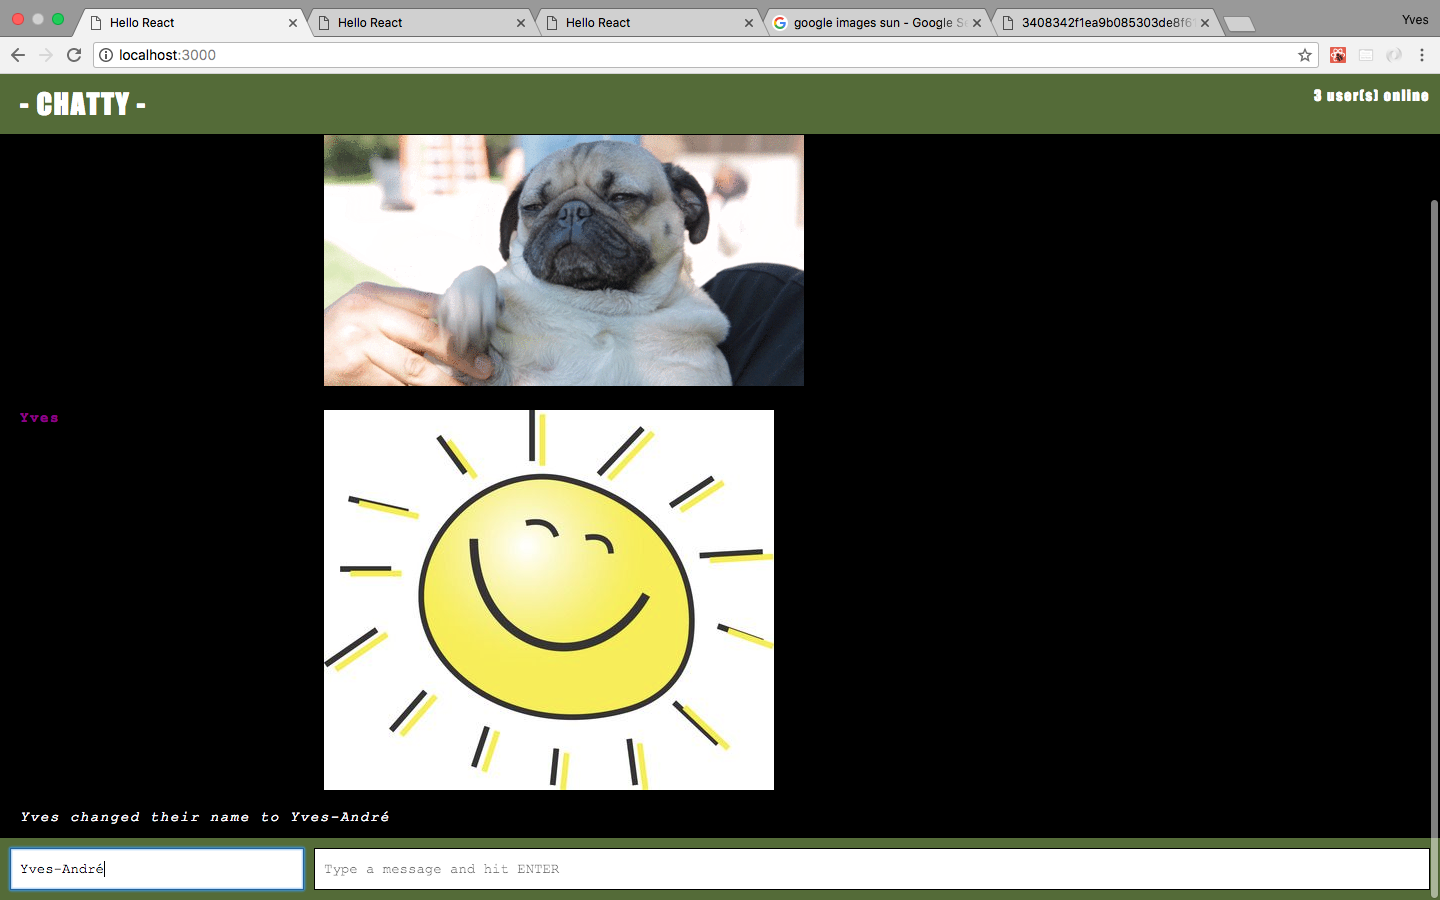 Hello React
Hello React
Hello React
google images sun - Google Se
3408342f1ea9b085303de8f6
Yves
localhost:3000
- CHATTY -
3 user(s) online
Yves
Yves changed their name to Yves-André
Yves-André
Type a message and hit ENTER